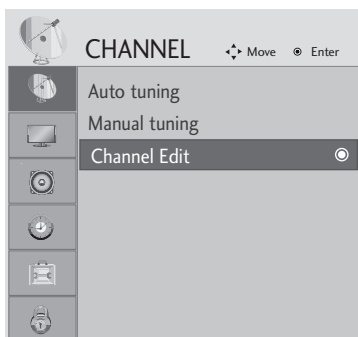 CHANNEL Move Enter
Auto tuning
Manual tuning
Channel Edit